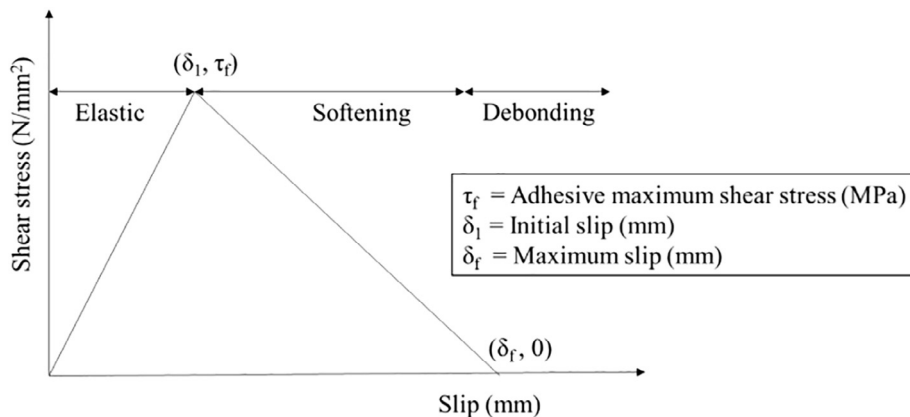 (δ₁, τf)
Elastic
Softening
Debonding
Shear stress (N/mm²)
τf = Adhesive maximum shear stress (MPa)
δ₁ = Initial slip (mm)
δf = Maximum slip (mm)
(δf, 0)
Slip (mm)